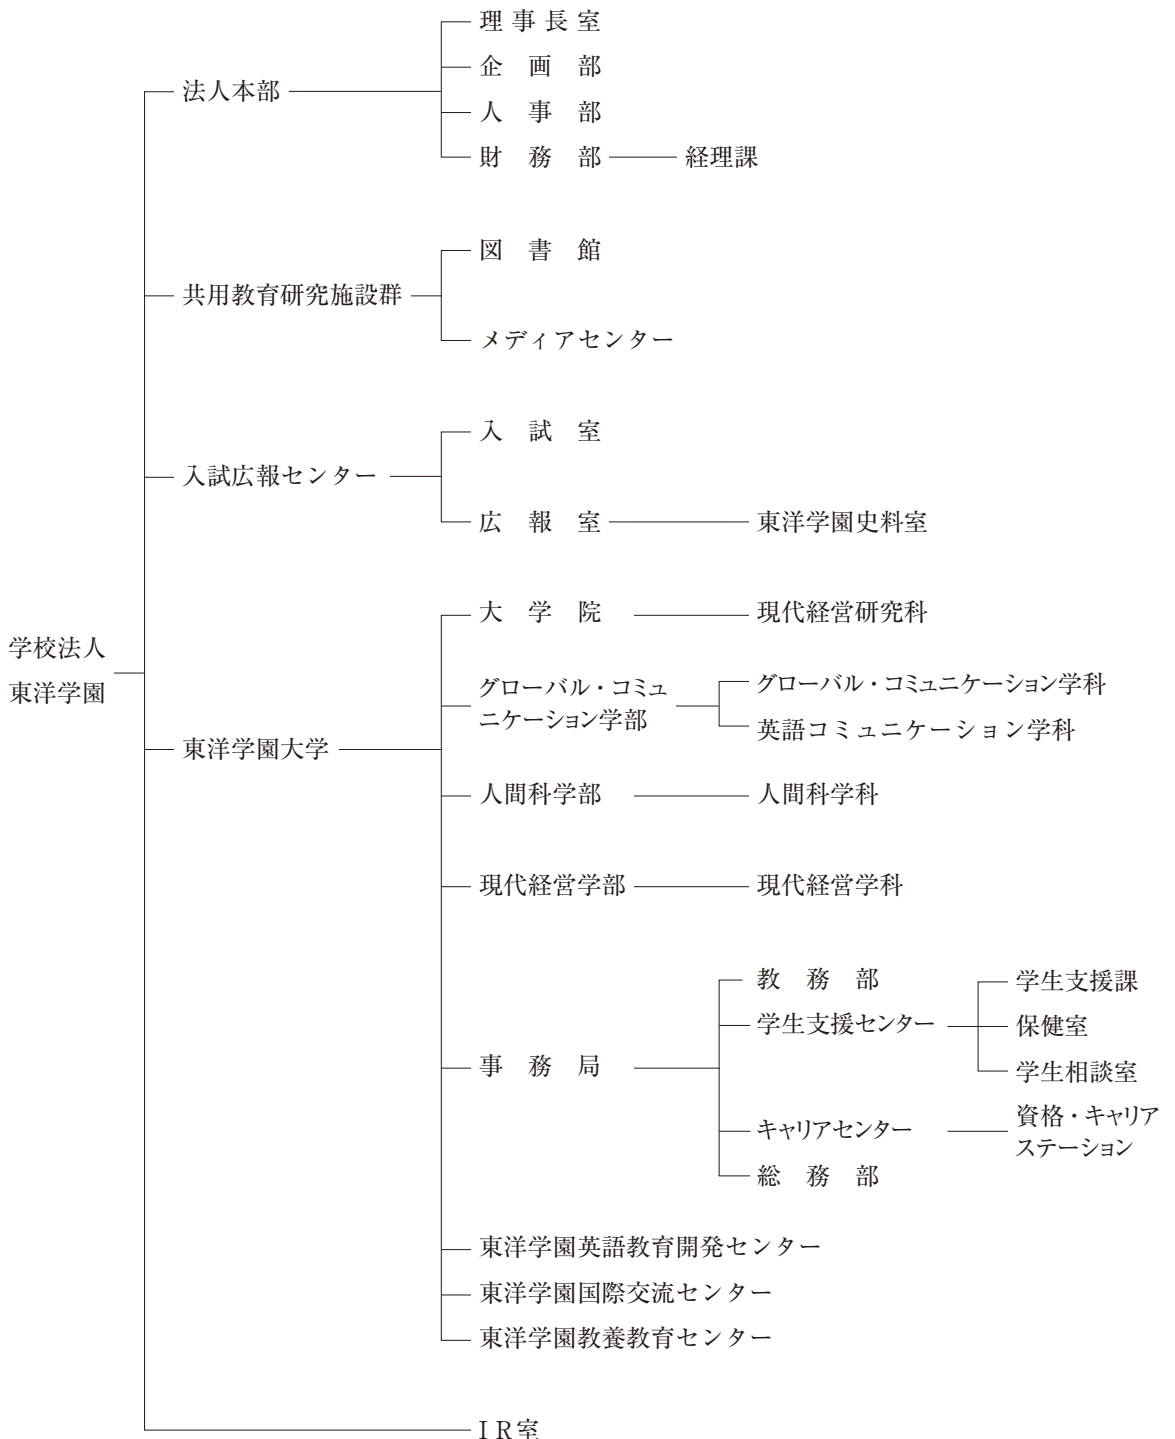 学校法人
東洋学園
法人本部
理事長室
企画部
人事部
財務部
経理課
共用教育研究施設群
図書館
メディアセンター
入試広報センター
入試室
広報室
東洋学園史料室
東洋学園大学
大学院
現代経営研究科
グローバル・コミュ
ニケーション学部
グローバル・コミュニケーション学科
英語コミュニケーション学科
人間科学部
人間科学科
現代経営学部
現代経営学科
事務局
教務部
学生支援センター
学生支援課
保健室
学生相談室
キャリアセンター
資格・キャリア
ステーション
総務部
東洋学園英語教育開発センター
東洋学園国際交流センター
東洋学園教養教育センター
ＩＲ室